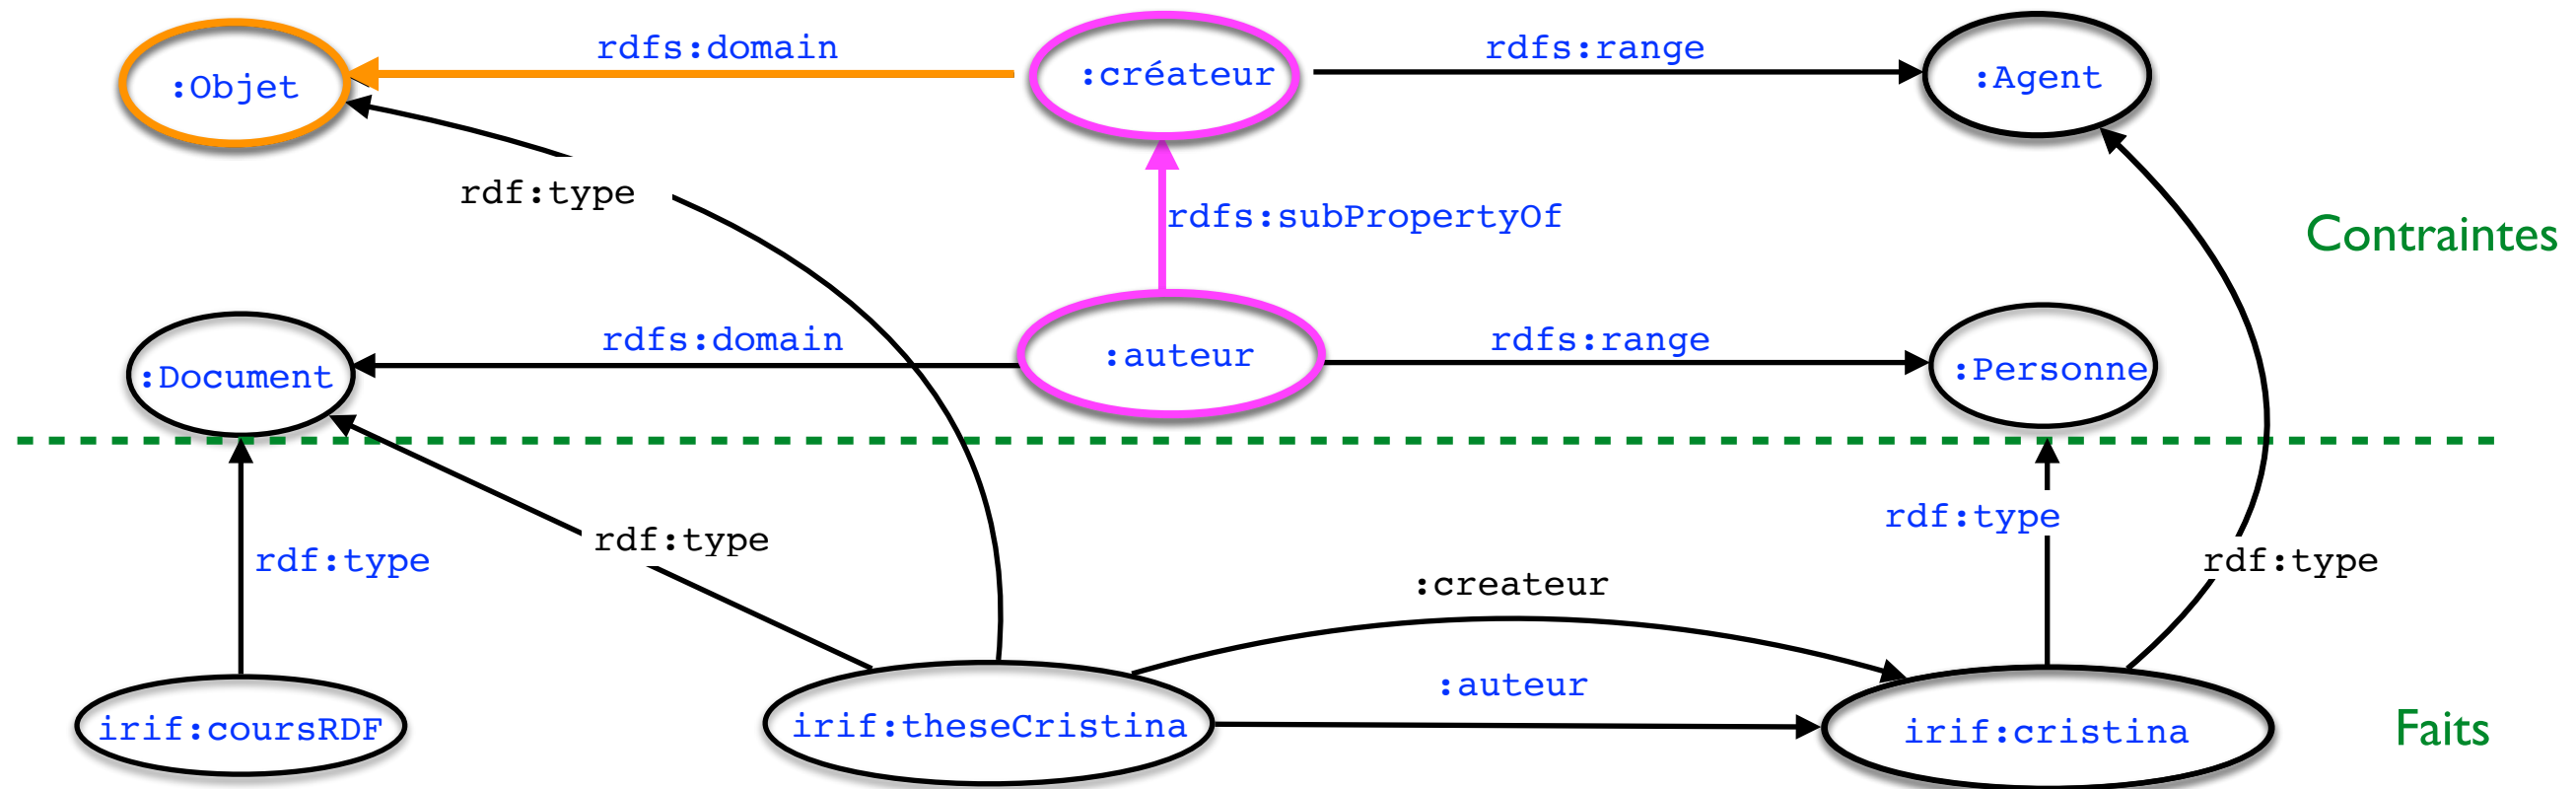 rdfs:domain
rdfs:range
:Objet
:créateur
:Agent
rdf:type
rdfs:subPropertyOf
Contraintes
rdfs:domain
rdfs:range
:Document
:auteur
:Personne
rdf:type
rdf:type
rdf:type
rdf:type
:createur
:auteur
irif:coursRDF
irif:theseCristina
irif:cristina
Faits